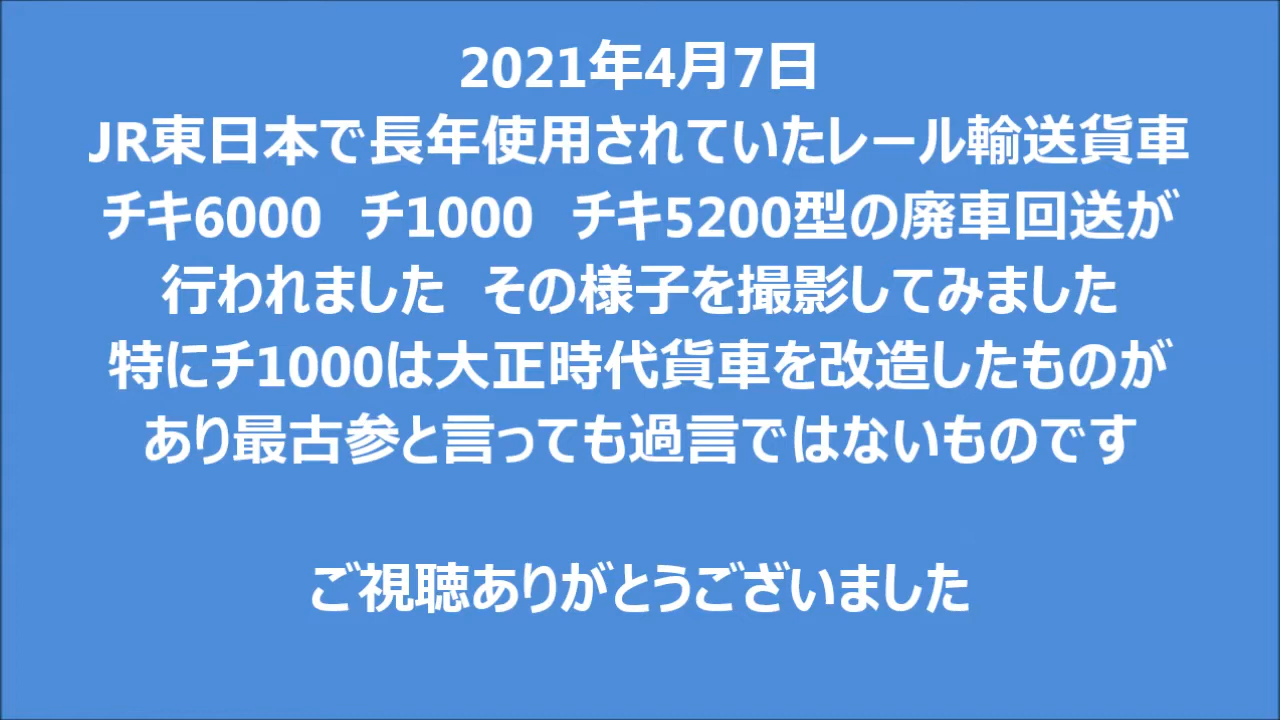 2021年4月7日
JR東日本で長年使用されていたレール輸送貨車
チキ6000　チ1000　チキ5200型の廃車回送が
行われました　その様子を撮影してみました
特にチ1000は大正時代貨車を改造したものが
あり最古参と言っても過言ではないものです
ご視聴ありがとうございました